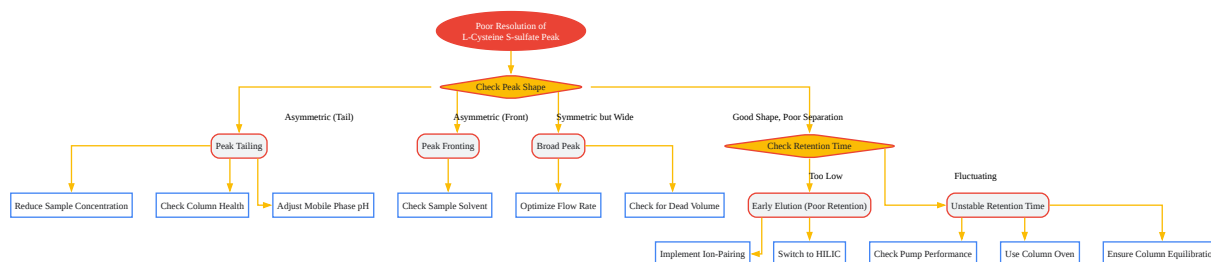 Poor Resolution of
L-Cysteine S-sulfate Peak
Check Peak Shape
Asymmetric (Tail)
Asymmetric (Front)
Symmetric but Wide
Good Shape, Poor Separation
Peak Tailing
Peak Fronting
Broad Peak
Check Retention Time
Too Low
Fluctuating
Reduce Sample Concentration
Check Column Health
Adjust Mobile Phase pH
Check Sample Solvent
Optimize Flow Rate
Check for Dead Volume
Early Elution (Poor Retention)
Unstable Retention Time
Implement Ion-Pairing
Switch to HILIC
Check Pump Performance
Use Column Oven
Ensure Column Equilibratio